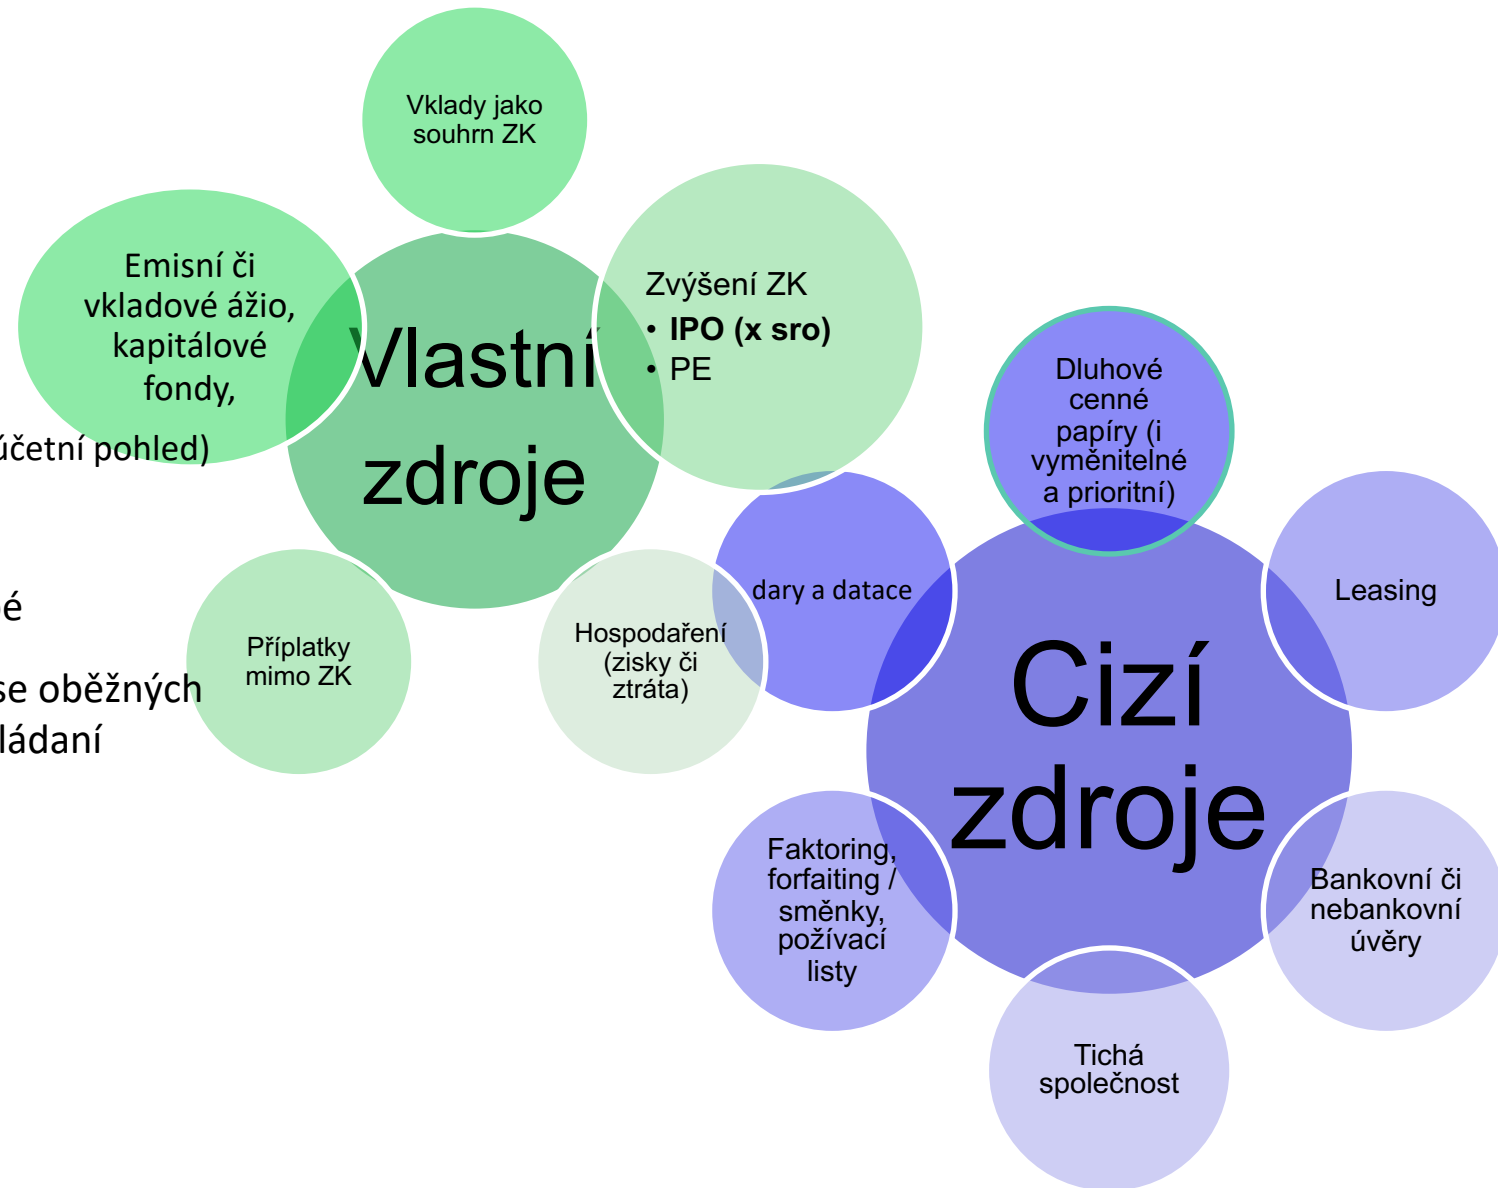 Vklady jako
souhrn ZK
Emisní či
vkladové ážio,
kapitálové
fondy,
účetní pohled)
Vlastní
zdroje
Zvýšení ZK
• IPO (x sro)
• PE
Příplatky
mimo ZK
Hospodaření
(zisky či
ztráta)
se oběžných
ládaní
dary a datace
Dluhové
cenné
papíry (i
vyměnitelné
a prioritní)
Leasing
Cizí
zdroje
Faktoring,
forfaiting /
směnky,
požívací
listy
Bankovní či
nebankovní
úvěry
Tichá
společnost